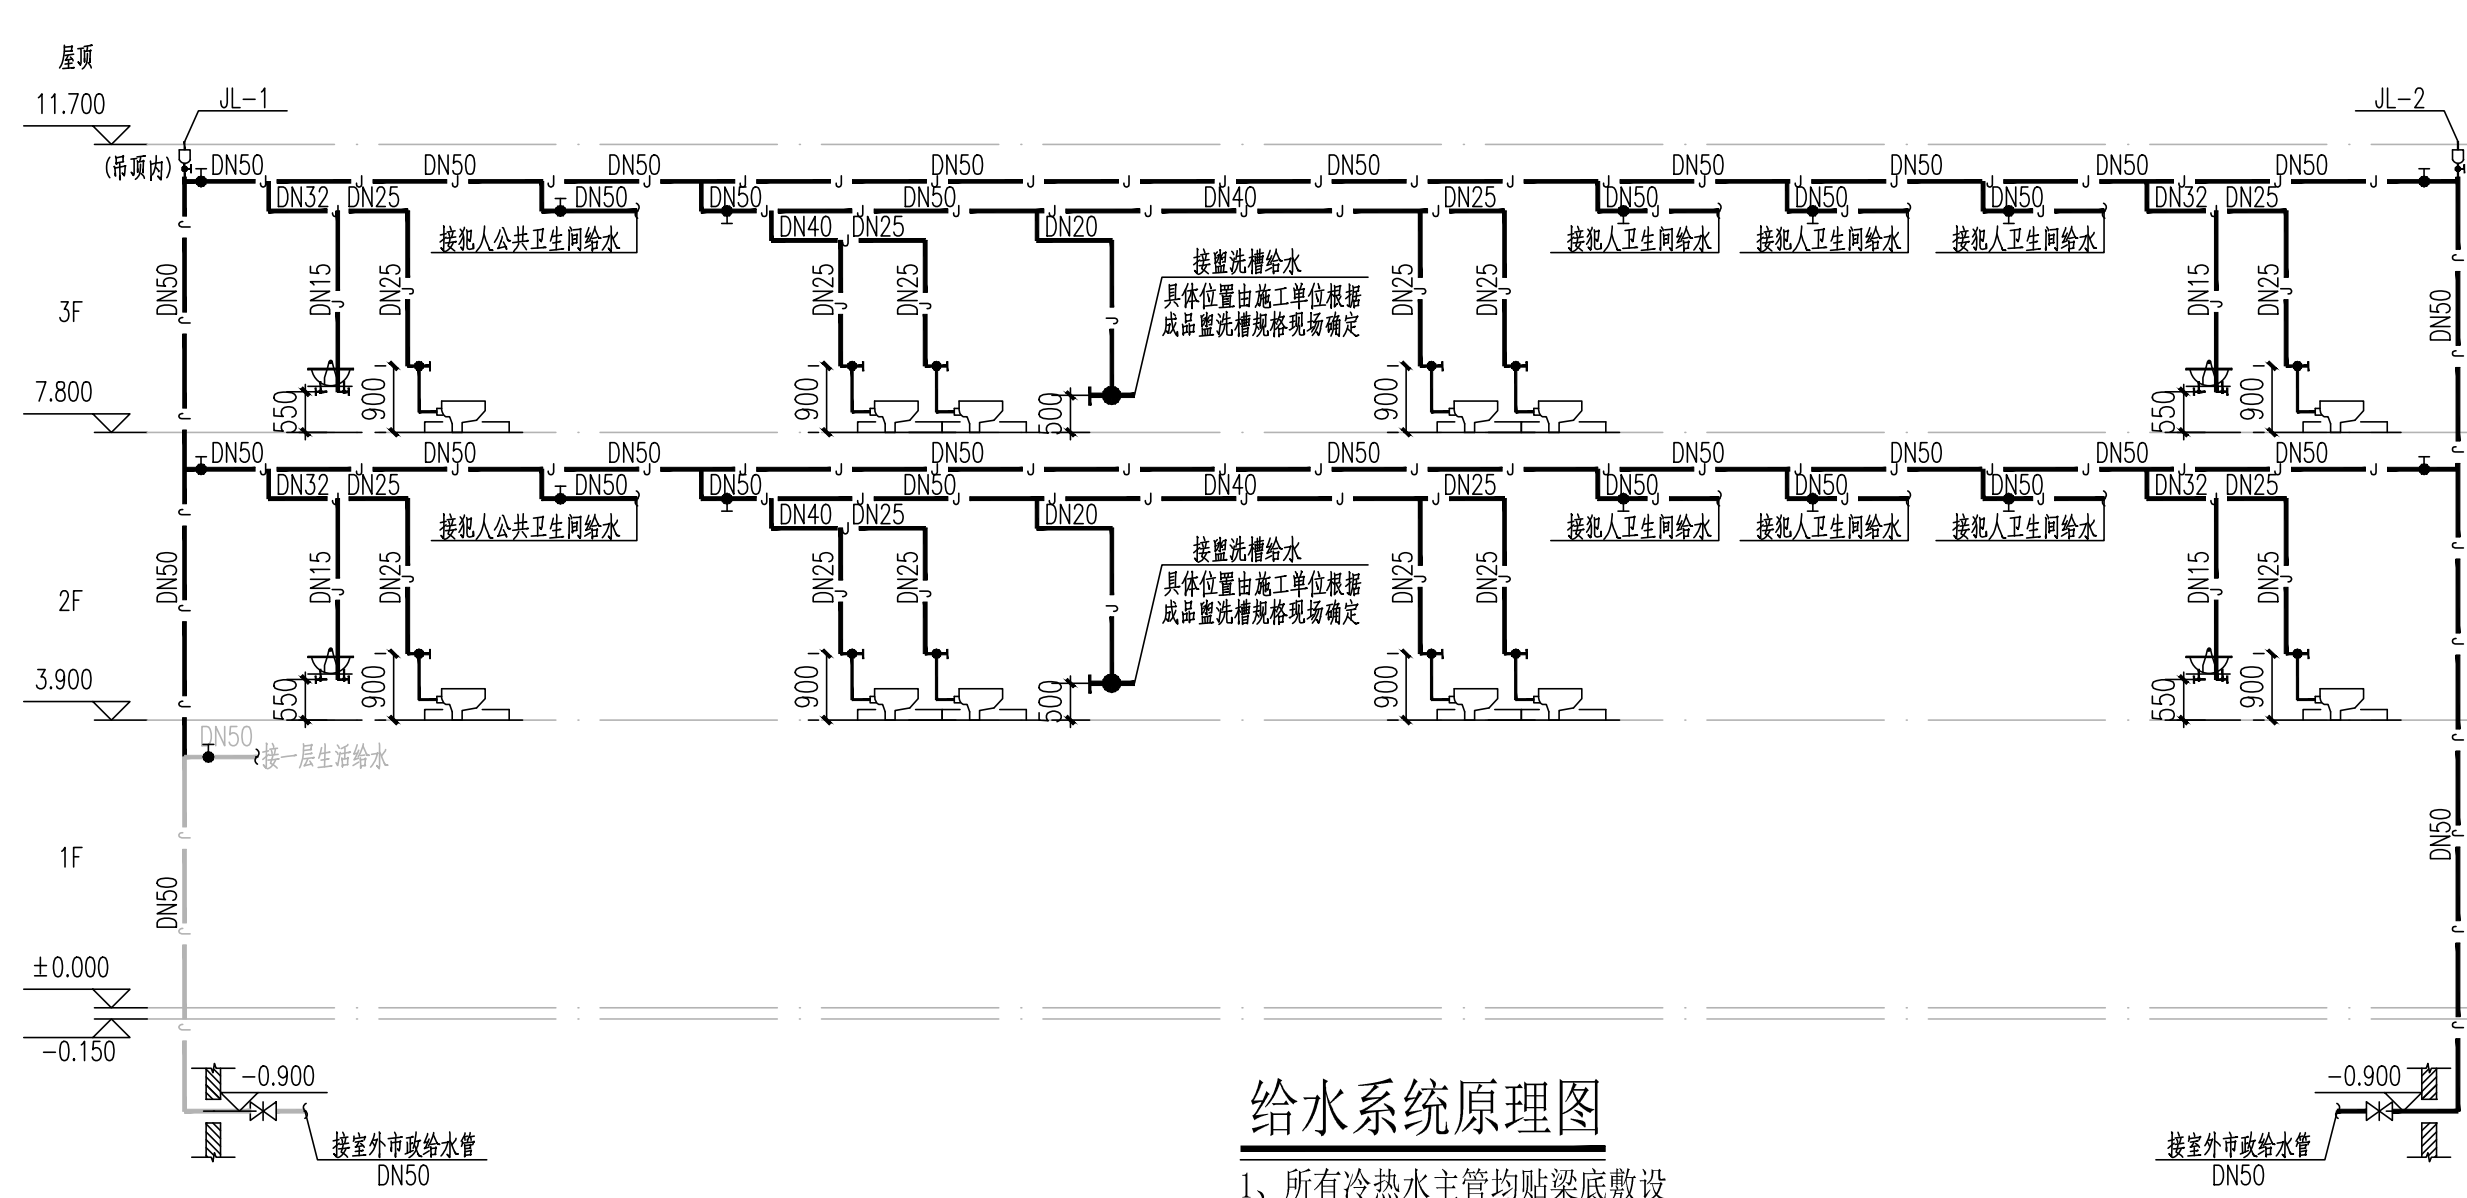 屋顶
11.700
JL-1
JL-2
(吊顶内)
DN50 DN50 DN50 DN50 DN50 DN50 DN50 DN50 DN50
DN32 DN25 DN50 DN50 DN50 DN40 DN25 DN50 DN50 DN50 DN32 DN25
DN40 DN25 DN20
接犯人公共卫生间给水
接犯人卫生间给水 接犯人卫生间给水 接犯人卫生间给水
接盥洗槽给水
具体位置由施工单位根据
成品盥洗槽规格现场确定
3F
DN50 DN15 DN25 DN25 DN25 DN25 DN25 DN15 DN25 DN50
7.800
550 900 900 500 900 550 900
DN50 DN50 DN50 DN50 DN50 DN50 DN50 DN50 DN50
DN32 DN25 DN50 DN50 DN50 DN40 DN25 DN50 DN50 DN50 DN32 DN25
DN40 DN25 DN20
接犯人公共卫生间给水
接犯人卫生间给水 接犯人卫生间给水 接犯人卫生间给水
接盥洗槽给水
具体位置由施工单位根据
成品盥洗槽规格现场确定
2F
DN50 DN15 DN25 DN25 DN25 DN25 DN25 DN15 DN25
3.900
550 900 900 500 900 550 900
DN50
接一层生活给水
1F
DN50
DN50
±0.000
-0.150
-0.900
-0.900
接室外市政给水管
DN50
接室外市政给水管
DN50
给水系统原理图
1、所有冷热水主管均贴梁底敷设